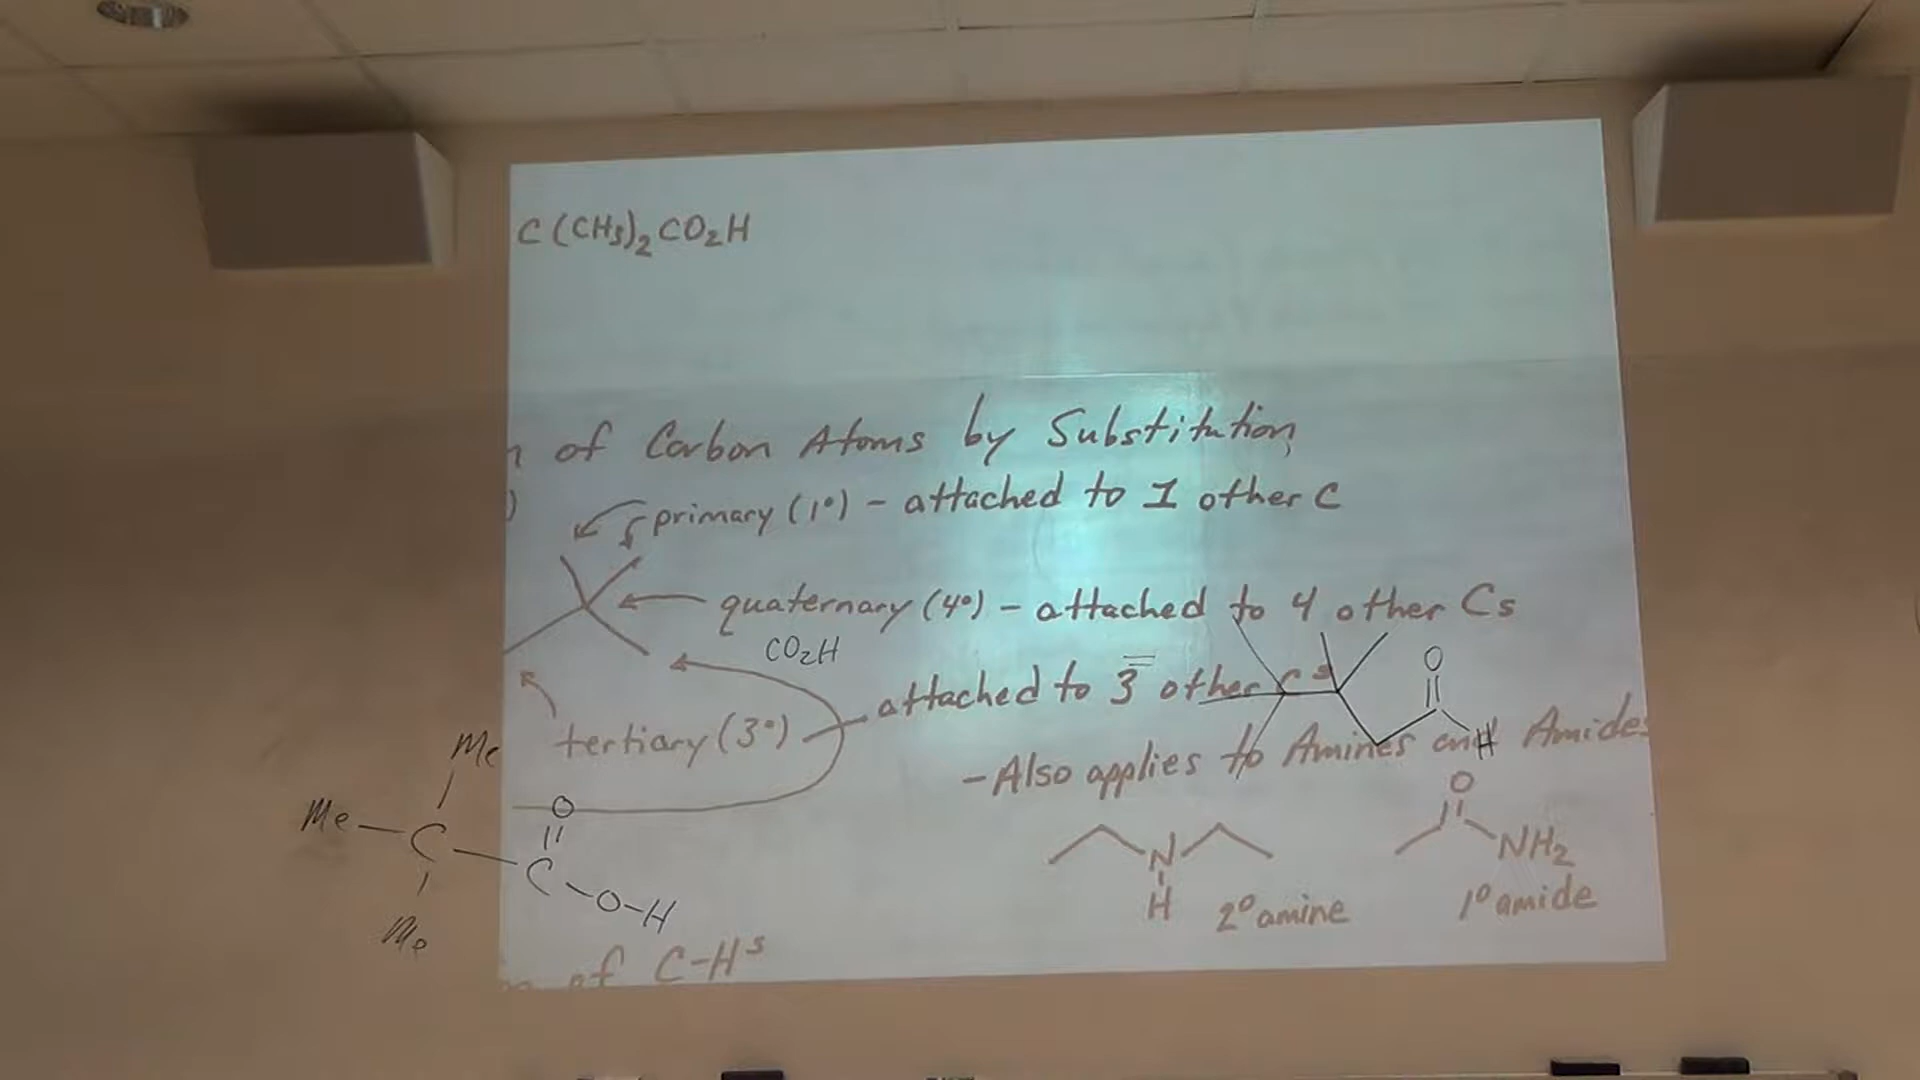 C(CH3)2CO2H
n of Carbon Atoms by Substitution
) primary (1°) - attached to 1 other C
quaternary (4°) - attached to 4 other Cs
CO2H
attached to 3 other Cs
O
H
tertiary (3°)
- Also applies to Amines and Amides
Me
Me C
O
C
O-H
Me
N
H
2° amine
O
NH2
1° amide
of C-Hs